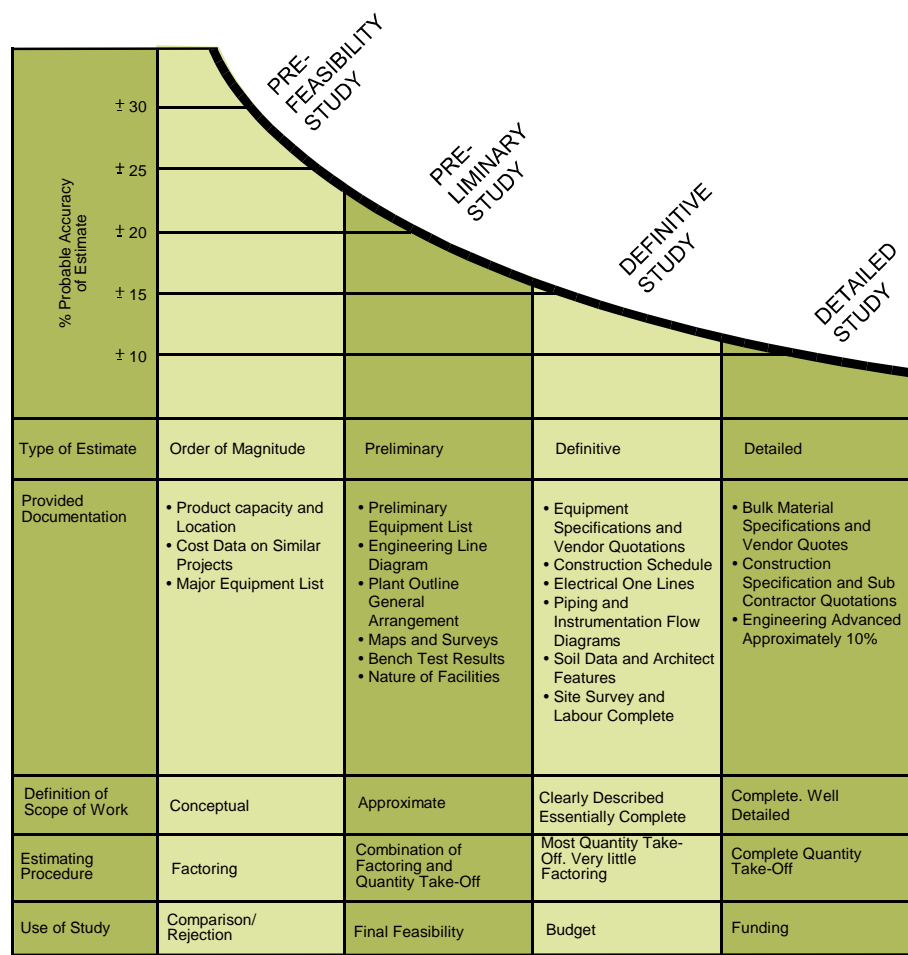 PRE-
FEASIBILITY
STUDY
PRE-
LIMINARY
STUDY
DEFINITIVE
STUDY
DETAILED
STUDY
% Probable Accuracy
of Estimate
± 30
± 25
± 20
± 15
± 10
Type of Estimate
Order of Magnitude
Preliminary
Definitive
Detailed
Provided
Documentation
• Product capacity and
Location
• Cost Data on Similar
Projects
• Major Equipment List
• Preliminary
Equipment List
• Engineering Line
Diagram
• Plant Outline
General
Arrangement
• Maps and Surveys
• Bench Test Results
• Nature of Facilities
• Equipment
Specifications and
Vendor Quotations
• Construction Schedule
• Electrical One Lines
• Piping and
Instrumentation Flow
Diagrams
• Soil Data and Architect
Features
• Site Survey and
Labour Complete
• Bulk Material
Specifications and
Vendor Quotes
• Construction
Specification and Sub
Contractor Quotations
• Engineering Advanced
Approximately 10%
Definition of
Scope of Work
Conceptual
Approximate
Clearly Described
Essentially Complete
Complete. Well
Detailed
Estimating
Procedure
Factoring
Combination of
Factoring and
Quantity Take-Off
Most Quantity Take-
Off. Very little
Factoring
Complete Quantity
Take-Off
Use of Study
Comparison/
Rejection
Final Feasibility
Budget
Funding